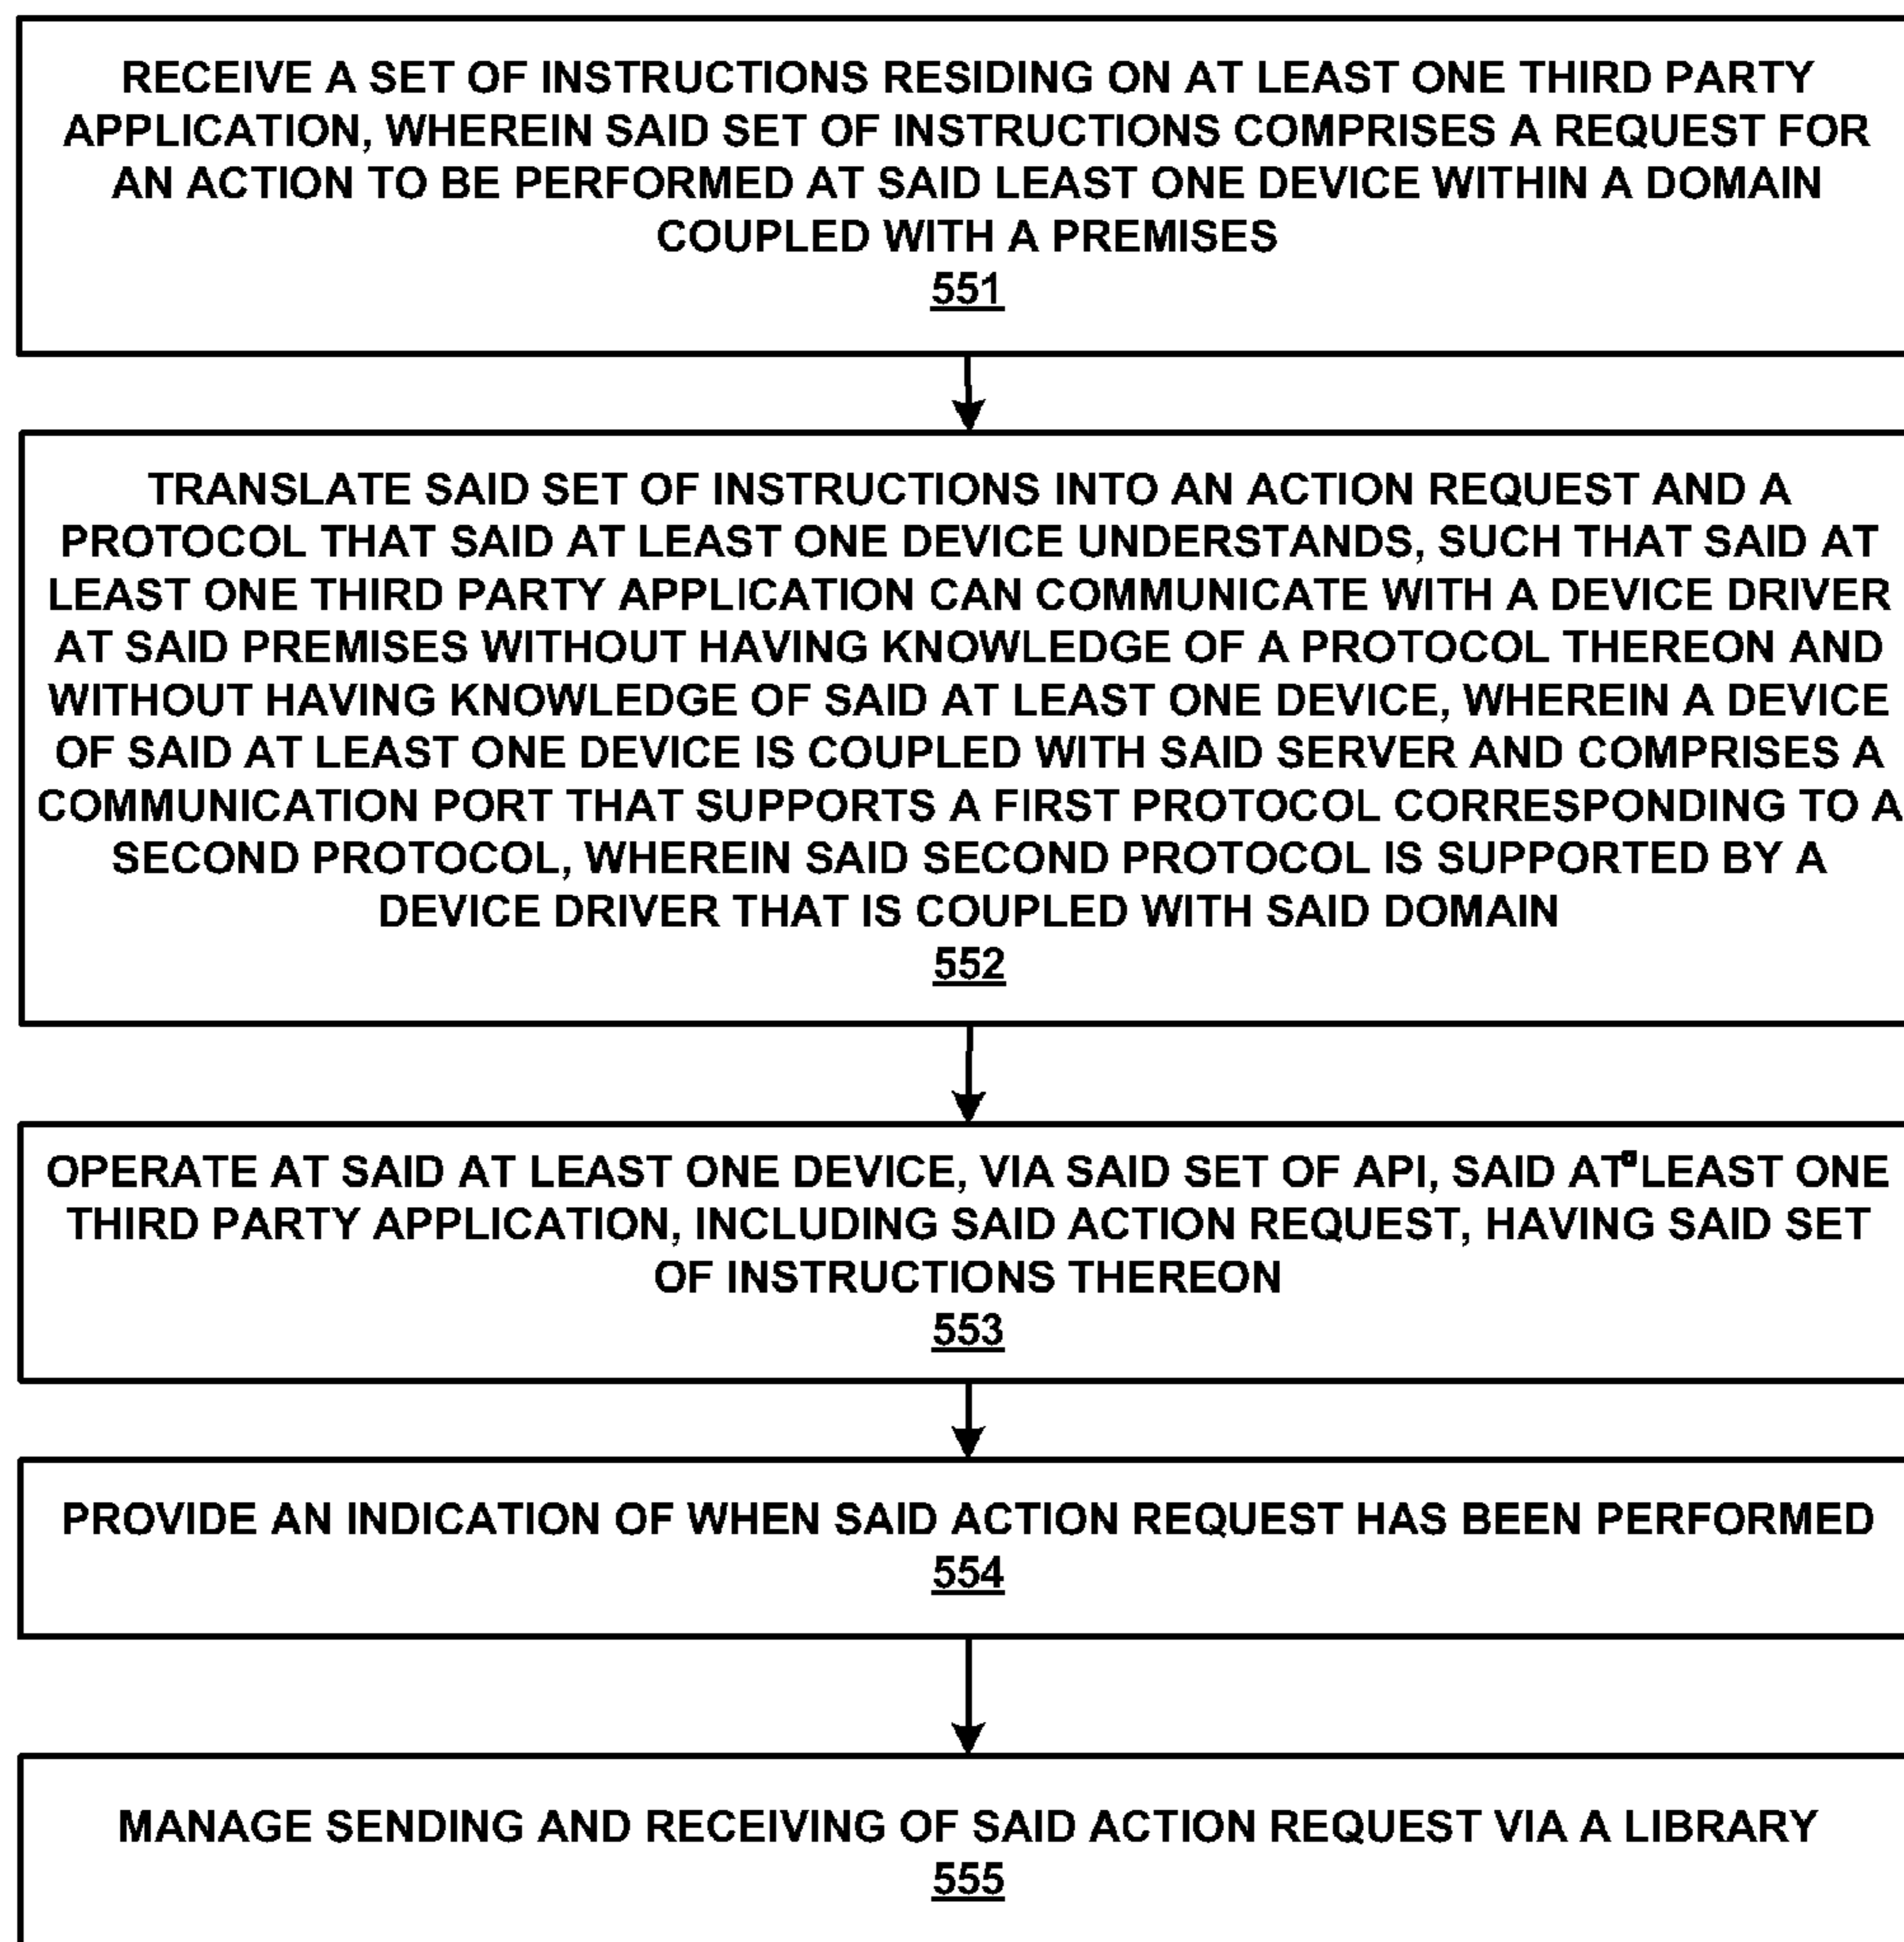 RECEIVE A SET OF INSTRUCTIONS RESIDING ON AT LEAST ONE THIRD PARTY
APPLICATION, WHEREIN SAID SET OF INSTRUCTIONS COMPRISES A REQUEST FOR
AN ACTION TO BE PERFORMED AT SAID LEAST ONE DEVICE WITHIN A DOMAIN
COUPLED WITH A PREMISES
551
TRANSLATE SAID SET OF INSTRUCTIONS INTO AN ACTION REQUEST AND A
PROTOCOL THAT SAID AT LEAST ONE DEVICE UNDERSTANDS, SUCH THAT SAID AT
LEAST ONE THIRD PARTY APPLICATION CAN COMMUNICATE WITH A DEVICE DRIVER
AT SAID PREMISES WITHOUT HAVING KNOWLEDGE OF A PROTOCOL THEREON AND
WITHOUT HAVING KNOWLEDGE OF SAID AT LEAST ONE DEVICE, WHEREIN A DEVICE
OF SAID AT LEAST ONE DEVICE IS COUPLED WITH SAID SERVER AND COMPRISES A
COMMUNICATION PORT THAT SUPPORTS A FIRST PROTOCOL CORRESPONDING TO A
SECOND PROTOCOL, WHEREIN SAID SECOND PROTOCOL IS SUPPORTED BY A
DEVICE DRIVER THAT IS COUPLED WITH SAID DOMAIN
552
OPERATE AT SAID AT LEAST ONE DEVICE, VIA SAID SET OF API, SAID AT LEAST ONE
THIRD PARTY APPLICATION, INCLUDING SAID ACTION REQUEST, HAVING SAID SET
OF INSTRUCTIONS THEREON
553
PROVIDE AN INDICATION OF WHEN SAID ACTION REQUEST HAS BEEN PERFORMED
554
MANAGE SENDING AND RECEIVING OF SAID ACTION REQUEST VIA A LIBRARY
555